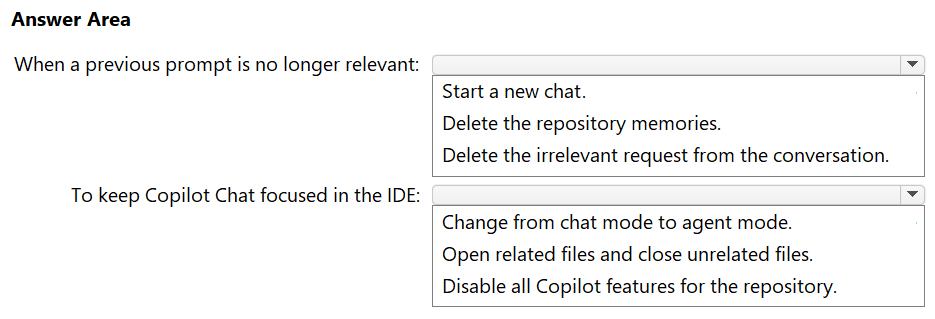 Answer Area
When a previous prompt is no longer relevant:
Start a new chat.
Delete the repository memories.
Delete the irrelevant request from the conversation.
To keep Copilot Chat focused in the IDE:
Change from chat mode to agent mode.
Open related files and close unrelated files.
Disable all Copilot features for the repository.